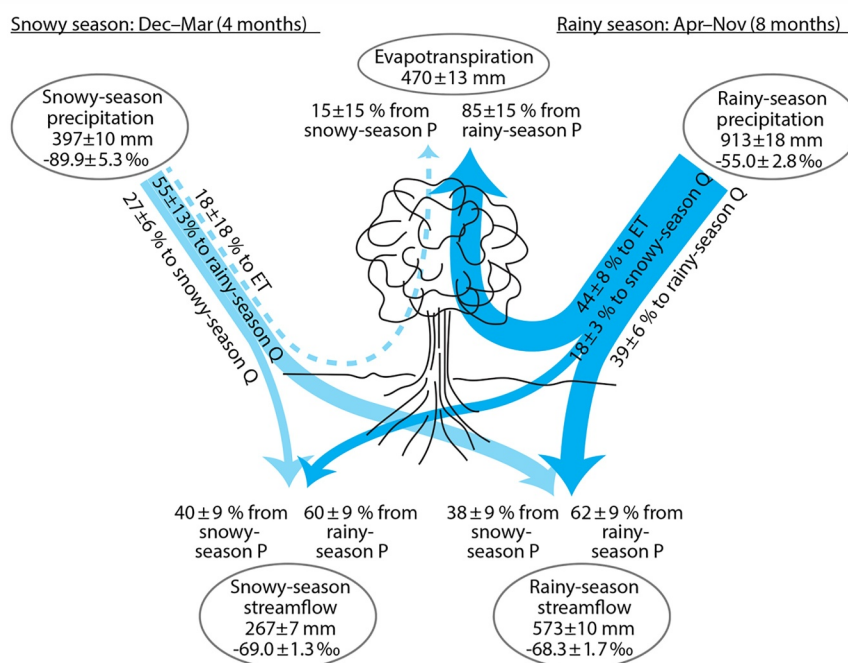 Snowy season: Dec–Mar (4 months)
Rainy season: Apr–Nov (8 months)
Evapotranspiration
470±13 mm
15±15 % from
snowy-season P
85±15 % from
rainy-season P
Snowy-season
precipitation
397±10 mm
-89.9±5.3 ‰
Rainy-season
precipitation
913±18 mm
-55.0±2.8 ‰
18±18 % to ET
55±13% to rainy-season Q
27±6 % to snowy-season Q
44±8 % to ET
18±3 % to snowy-season Q
39±6 % to rainy-season Q
40±9 % from
snowy-
season P
60±9 % from
rainy-
season P
38±9 % from
snowy-
season P
62±9 % from
rainy-
season P
Snowy-season
streamflow
267±7 mm
-69.0±1.3 ‰
Rainy-season
streamflow
573±10 mm
-68.3±1.7 ‰